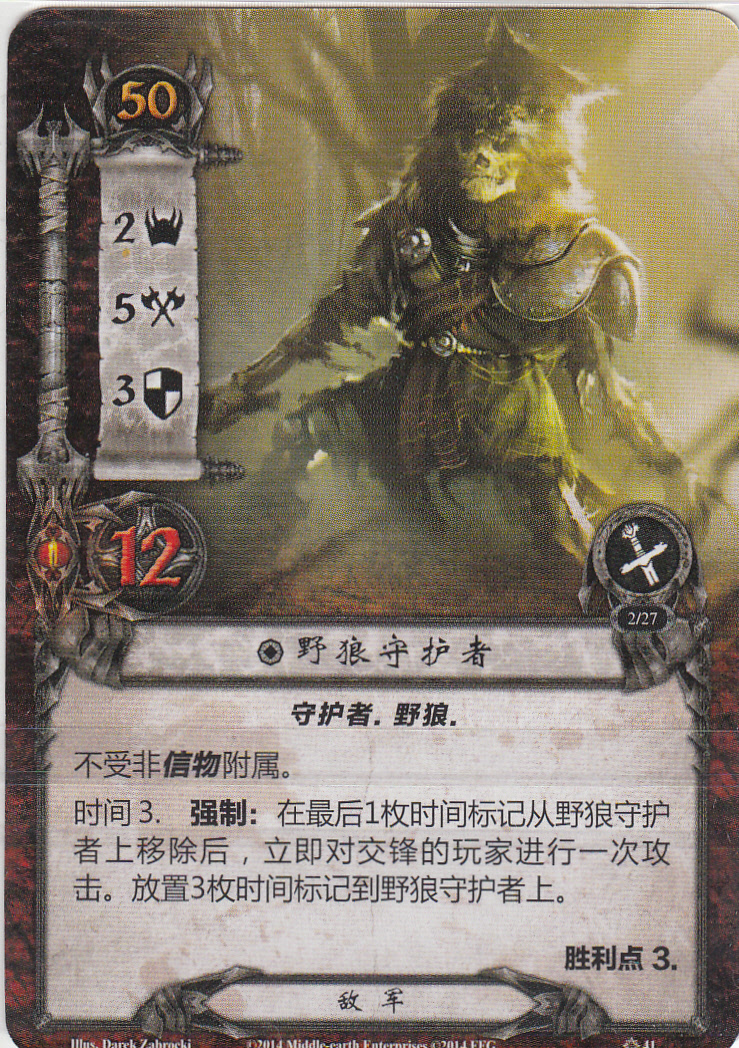 50
2
5
3
12
2/27
野狼守护者
守护者. 野狼.
不受非信物附属。
时间3. 强制：在最后1枚时间标记从野狼守护
者上移除后，立即对交锋的玩家进行一次攻
击。放置3枚时间标记到野狼守护者上。
胜利点 3.
敌军
Illus. Darek Zabrocki ©2014 Middle-earth Enterprises ©2014 FFG 41